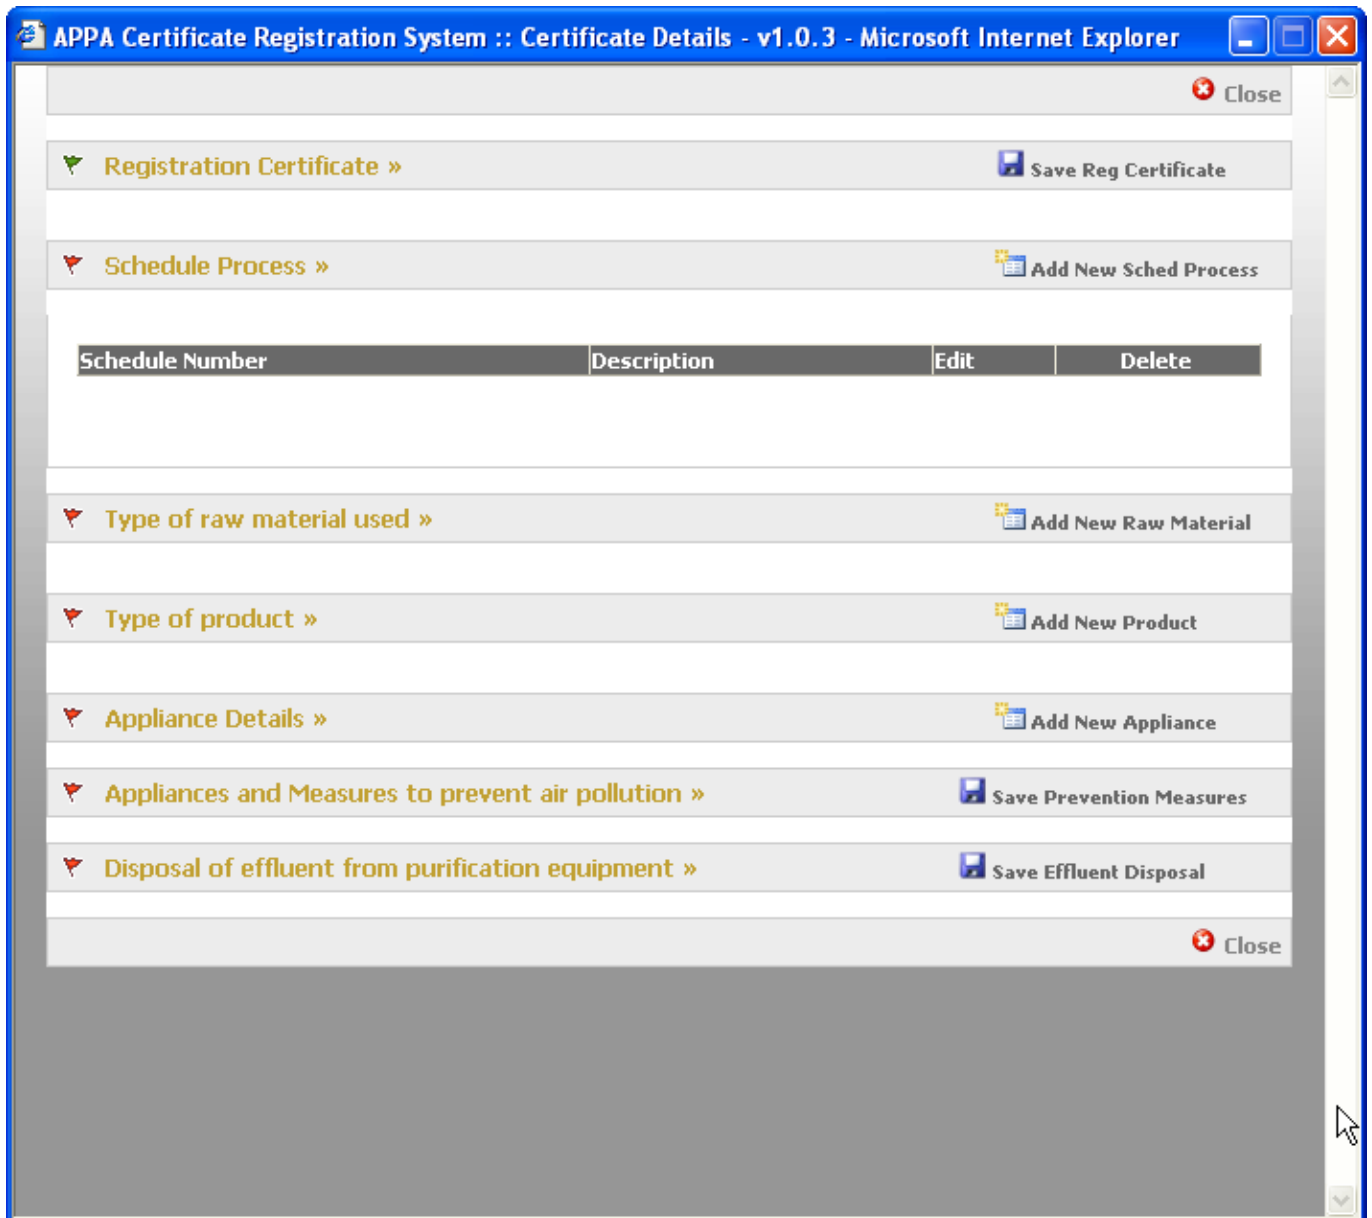 APPA Certificate Registration System :: Certificate Details - v1.0.3 - Microsoft Internet Explorer
Close
Registration Certificate » Save Reg Certificate
Schedule Process » Add New Sched Process
Schedule Number Description Edit Delete
Type of raw material used » Add New Raw Material
Type of product » Add New Product
Appliance Details » Add New Appliance
Appliances and Measures to prevent air pollution » Save Prevention Measures
Disposal of effluent from purification equipment » Save Effluent Disposal
Close